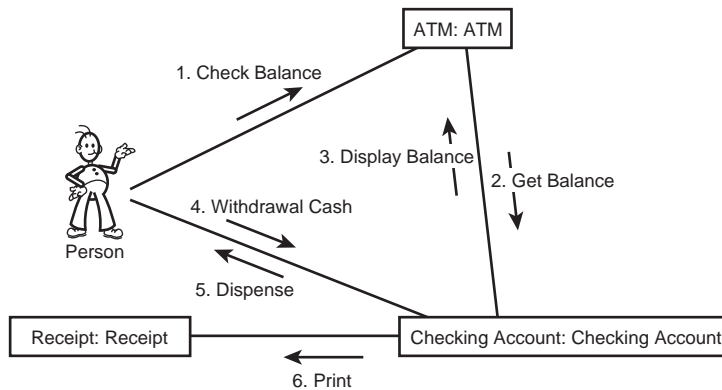 ATM: ATM
1. Check Balance
3. Display Balance
2. Get Balance
4. Withdrawal Cash
Person
5. Dispense
Receipt: Receipt
Checking Account: Checking Account
6. Print